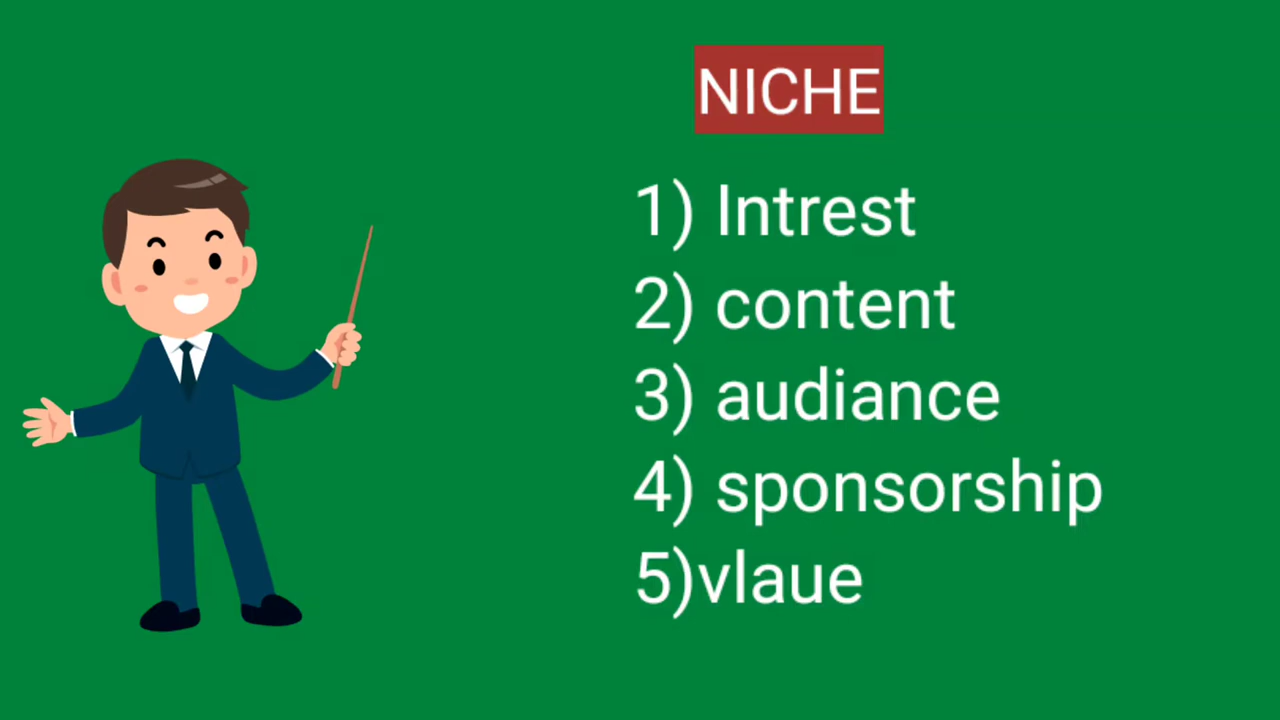 NICHE
1) Intrest
2) content
3) audiance
4) sponsorship
5)vlaue